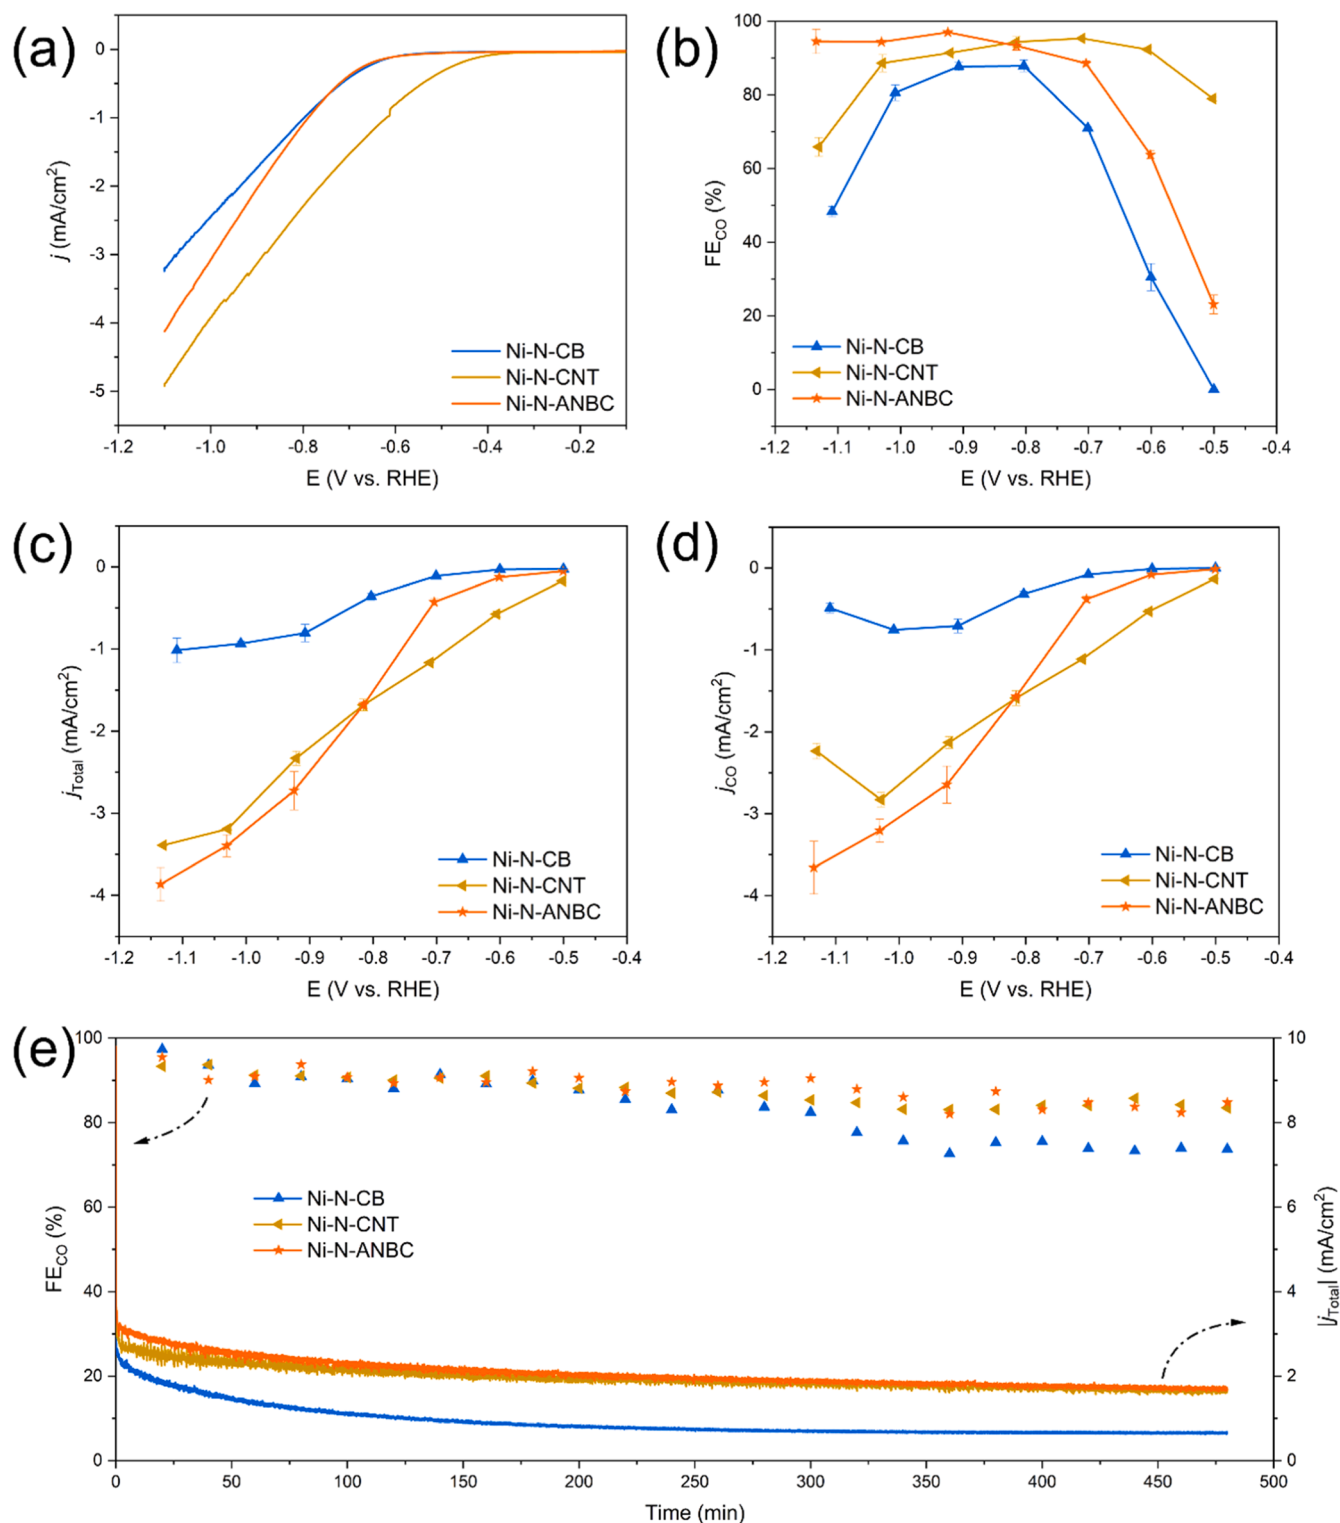 (a)
0
-1
-2
-3
-4
-5
j (mA/cm2)
Ni-N-CB
Ni-N-CNT
Ni-N-ANBC
-1.2 -1.0 -0.8 -0.6 -0.4 -0.2
E (V vs. RHE)
(b)
100
80
60
40
20
0
FECO (%)
Ni-N-CB
Ni-N-CNT
Ni-N-ANBC
-1.2 -1.1 -1.0 -0.9 -0.8 -0.7 -0.6 -0.5 -0.4
E (V vs. RHE)
(c)
0
-1
-2
-3
-4
jTotal (mA/cm2)
Ni-N-CB
Ni-N-CNT
Ni-N-ANBC
-1.2 -1.1 -1.0 -0.9 -0.8 -0.7 -0.6 -0.5 -0.4
E (V vs. RHE)
(d)
0
-1
-2
-3
-4
jCO (mA/cm2)
Ni-N-CB
Ni-N-CNT
Ni-N-ANBC
-1.2 -1.1 -1.0 -0.9 -0.8 -0.7 -0.6 -0.5 -0.4
E (V vs. RHE)
(e)
100
80
60
40
20
0
FECO (%)
Ni-N-CB
Ni-N-CNT
Ni-N-ANBC
10
8
6
4
2
0
|jTotal| (mA/cm2)
0 50 100 150 200 250 300 350 400 450 500
Time (min)